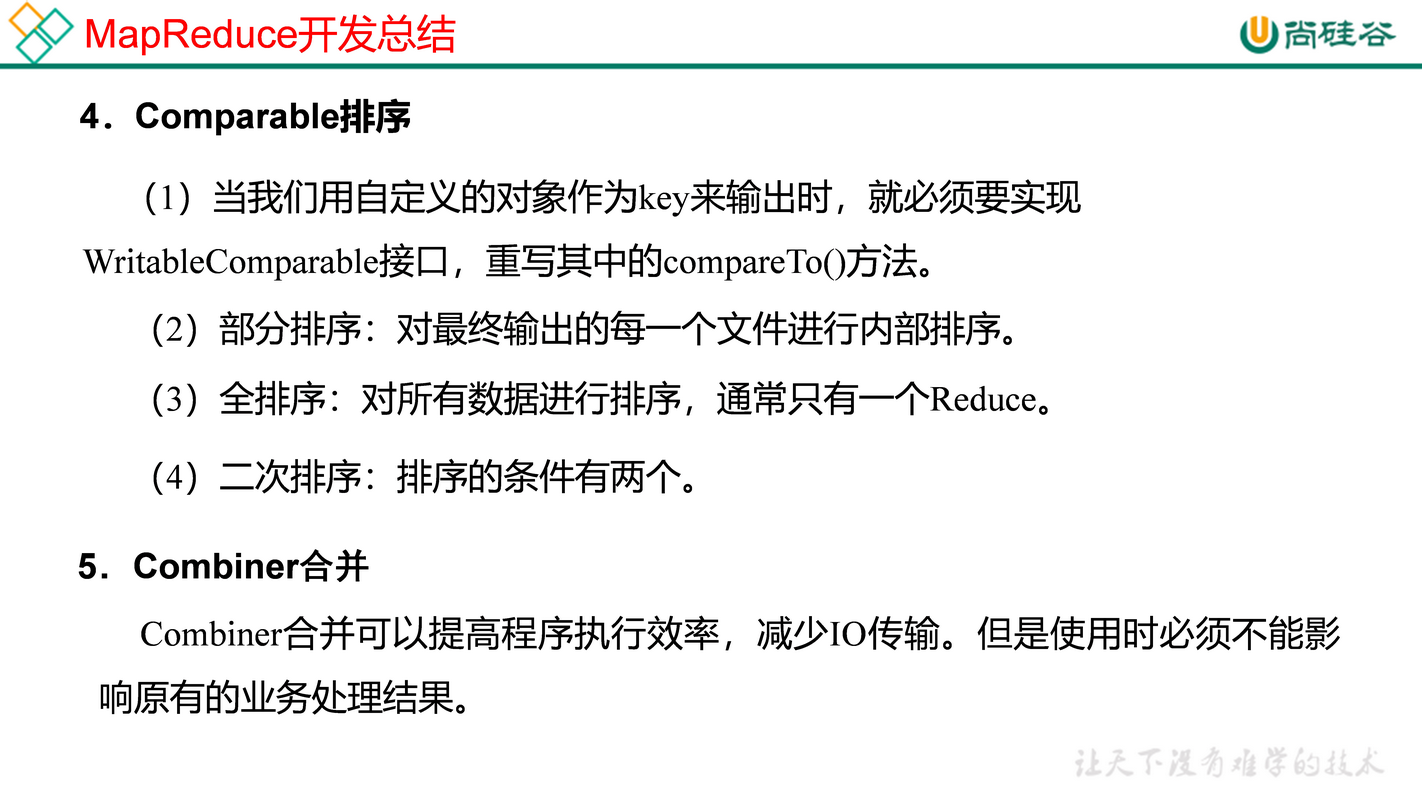 MapReduce开发总结
尚硅谷
4．Comparable排序
（1）当我们用自定义的对象作为key来输出时，就必须要实现
WritableComparable接口，重写其中的compareTo()方法。
（2）部分排序：对最终输出的每一个文件进行内部排序。
（3）全排序：对所有数据进行排序，通常只有一个Reduce。
（4）二次排序：排序的条件有两个。
5．Combiner合并
Combiner合并可以提高程序执行效率，减少IO传输。但是使用时必须不能影
响原有的业务处理结果。
让天下没有难学的技术